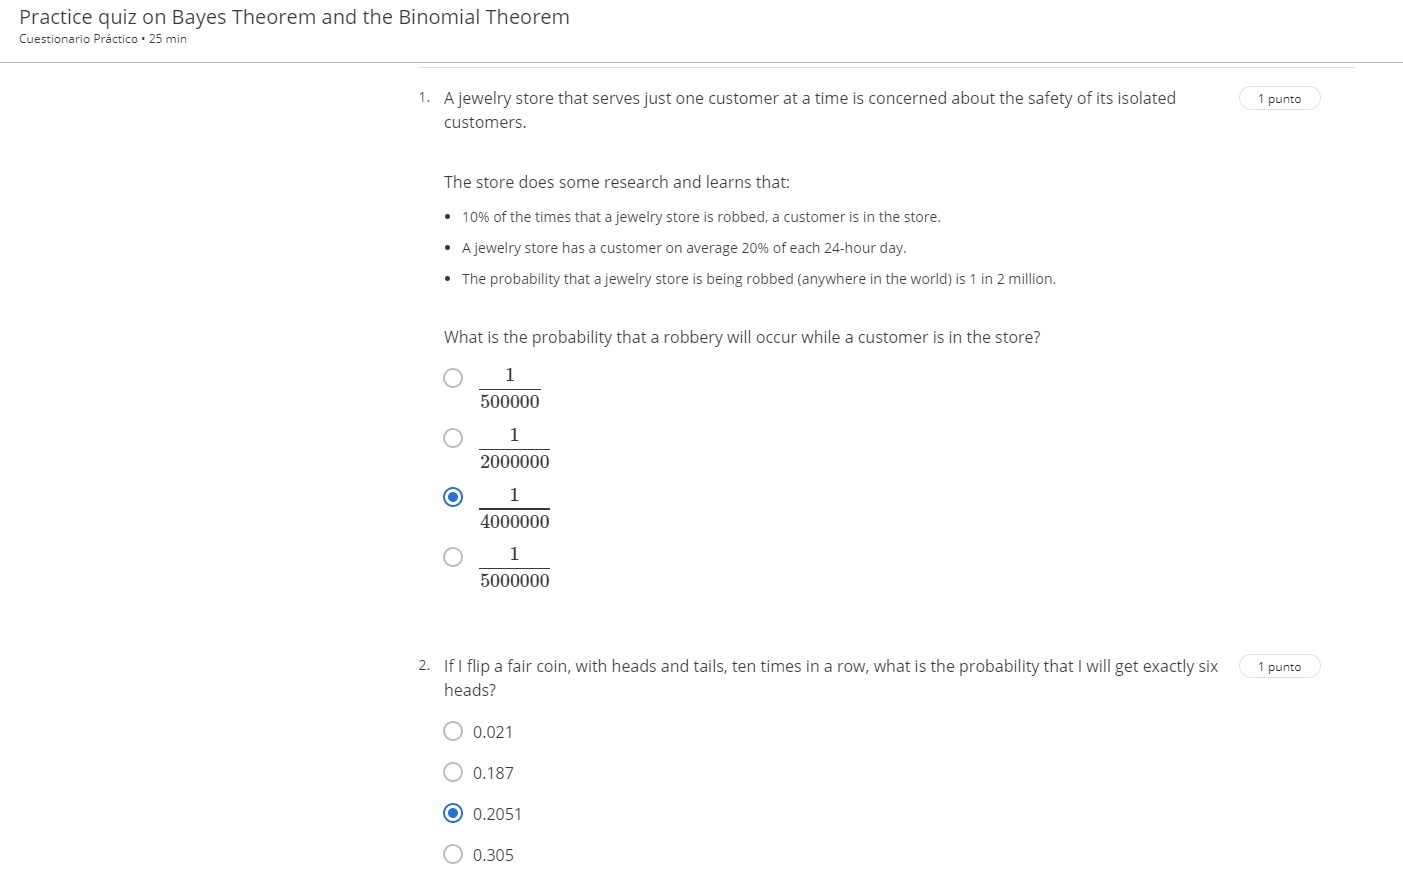 Practice quiz on Bayes Theorem and the Binomial Theorem
Cuestionario Práctico • 25 min
1. A jewelry store that serves just one customer at a time is concerned about the safety of its isolated
customers.
1 punto
The store does some research and learns that:
• 10% of the times that a jewelry store is robbed, a customer is in the store.
• A jewelry store has a customer on average 20% of each 24-hour day.
• The probability that a jewelry store is being robbed (anywhere in the world) is 1 in 2 million.
What is the probability that a robbery will occur while a customer is in the store?
1
500000
1
2000000
1
4000000
1
5000000
2. If I flip a fair coin, with heads and tails, ten times in a row, what is the probability that I will get exactly six
heads?
1 punto
0.021
0.187
0.2051
0.305